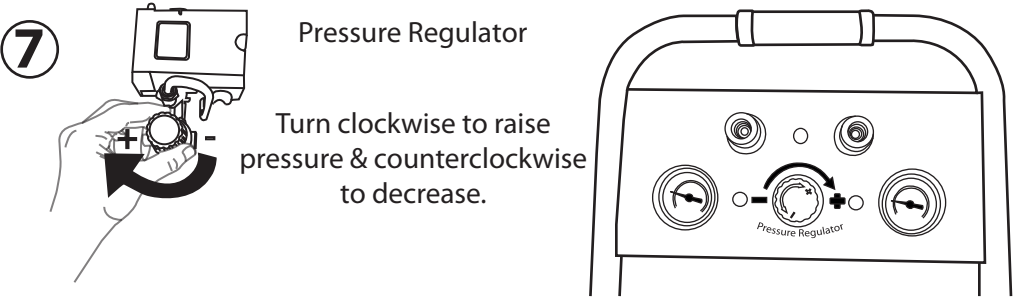 7
Pressure Regulator
Turn clockwise to raise
pressure & counterclockwise
to decrease.
+ -
- +
Pressure Regulator